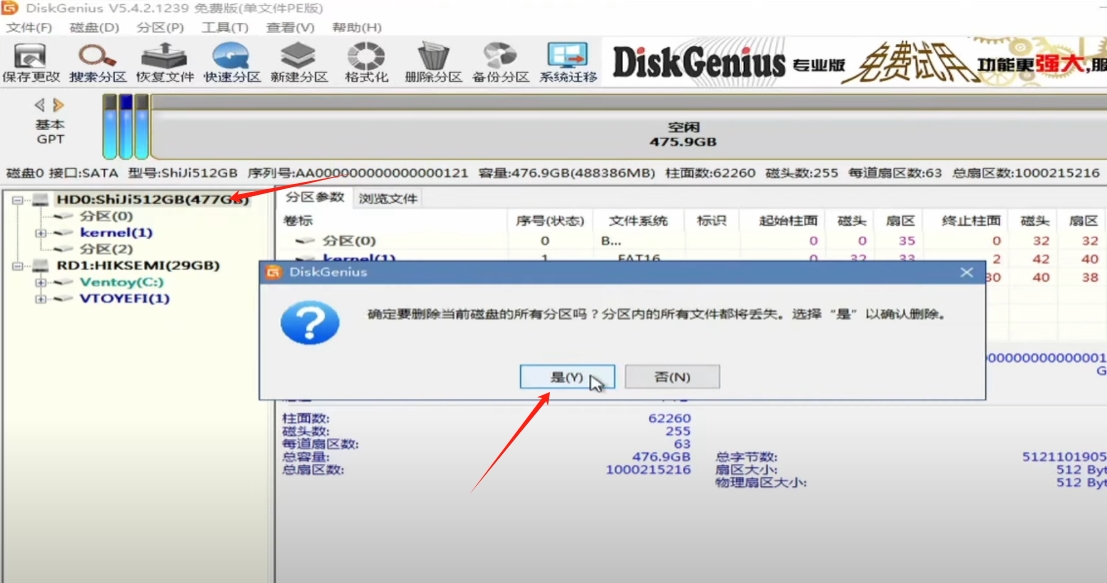 DiskGenius V5.4.2.1239 免费版(单文件PE版)
文件(F) 磁盘(D) 分区(P) 工具(T) 查看(V) 帮助(H)
保存更改 搜索分区 恢复文件 快速分区 新建分区 格式化 删除分区 备份分区 系统迁移 DiskGenius 专业版 免费试用 功能更强大,服
基本
GPT
空闲
475.9GB
磁盘0 接口:SATA 型号:ShiJi512GB 序列号:AA000000000000000121 容量:476.9GB(488386MB) 柱面数:62260 磁头数:255 每道扇区数:63 总扇区数:1000215216
HD0:ShiJi512GB(477GB)
分区(0)
kernel(1)
分区(2)
RD1:HIKSEMI(29GB)
Ventoy(C:)
VTOYEFI(1)
分区参数 浏览文件
卷标 序号(状态) 文件系统 标识 起始柱面 磁头 扇区 终止柱面 磁头 扇区
分区(0) 0 B... 0 0 35 0 32 32
kernel(1) 1 FAT16 0 32 33 2 42 40
30 40 38
DiskGenius
确定要删除当前磁盘的所有分区吗？分区内的所有文件都将丢失。选择“是”以确认删除。
是(Y) 否(N)
柱面数: 62260
磁头数: 255
每道扇区数: 63
总容量: 476.9GB 总字节数: 5121101905
总扇区数: 1000215216 扇区大小: 512 Byt
物理扇区大小: 512 Byt